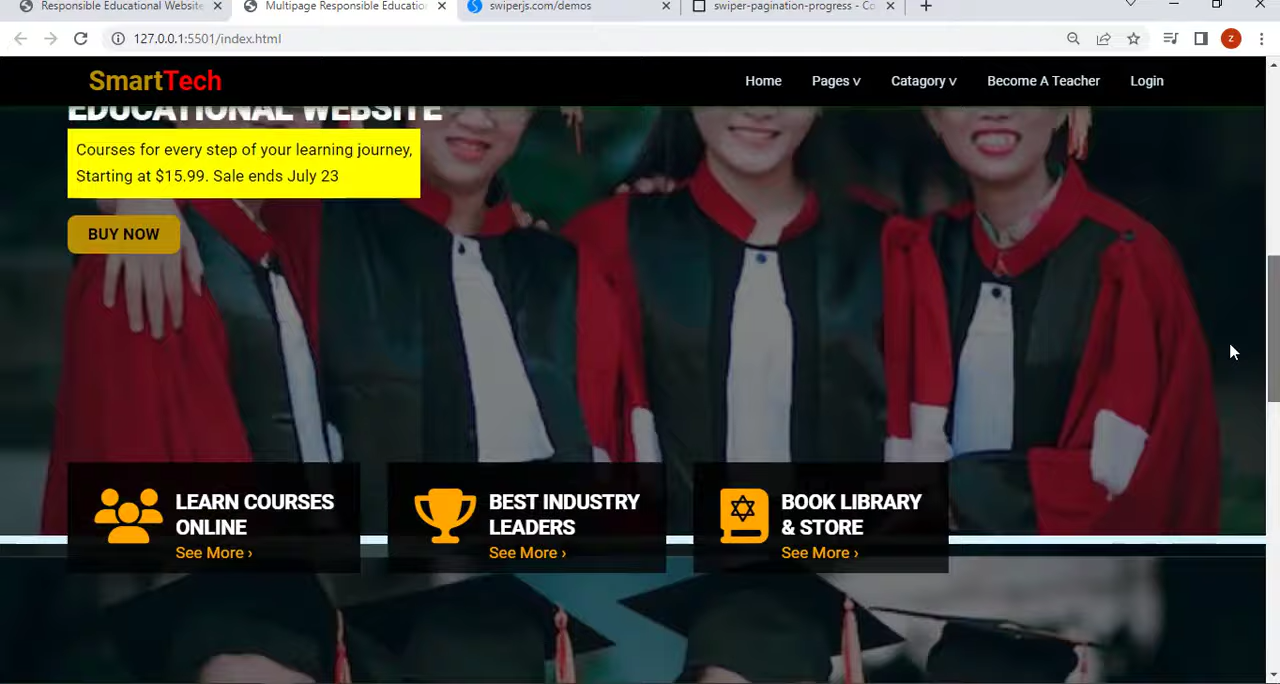 Responsible Educational Website
Multipage Responsible Educatio
swiperjs.com/demos
swiper-pagination-progress - Co
127.0.0.1:5501/index.html
z
SmartTech
Home
Pages v
Catagory v
Become A Teacher
Login
EDUCATIONAL WEBSITE
Courses for every step of your learning journey,
Starting at $15.99. Sale ends July 23
BUY NOW
LEARN COURSES
ONLINE
See More ›
BEST INDUSTRY
LEADERS
See More ›
BOOK LIBRARY
& STORE
See More ›